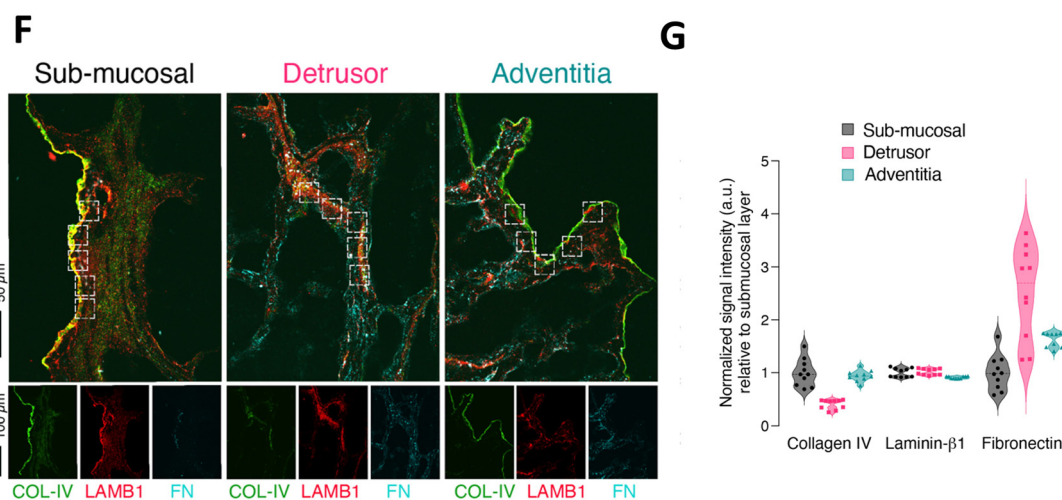 F
G
Sub-mucosal Detrusor Adventitia
Sub-mucosal
Detrusor
Adventitia
Normalized signal intensity (a.u.)
relative to submucosal layer
5
4
3
2
1
0
Collagen IV Laminin-β1 Fibronectin
COL-IV LAMB1 FN COL-IV LAMB1 FN COL-IV LAMB1 FN